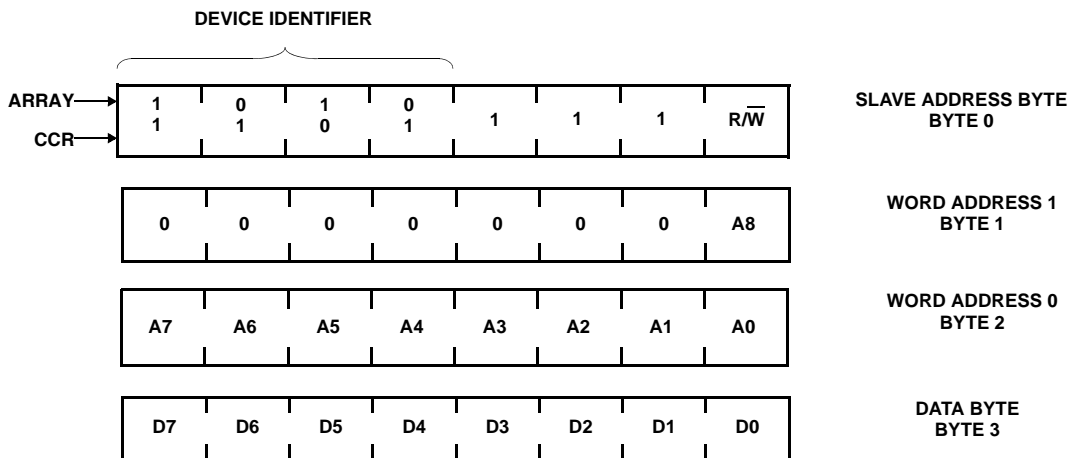 DEVICE IDENTIFIER
ARRAY
CCR
1 0 1 0
1 1 0 1 1 1 1 R/W̅
SLAVE ADDRESS BYTE
BYTE 0
0 0 0 0 0 0 0 A8
WORD ADDRESS 1
BYTE 1
A7 A6 A5 A4 A3 A2 A1 A0
WORD ADDRESS 0
BYTE 2
D7 D6 D5 D4 D3 D2 D1 D0
DATA BYTE
BYTE 3